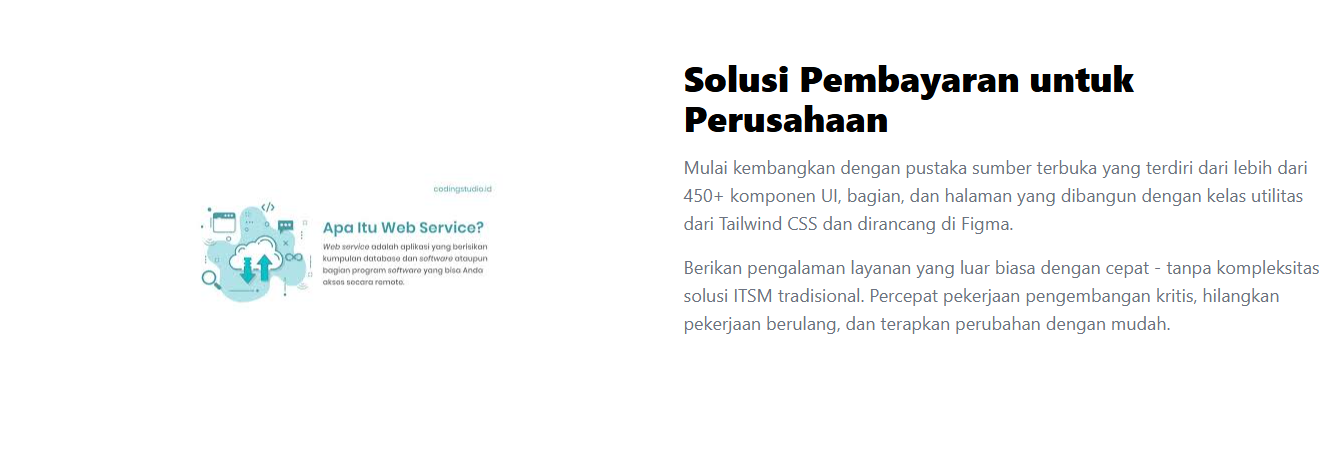 codingstudio.id
</>
Apa Itu Web Service?
Web service adalah aplikasi yang berisikan
kumpulan database dan software ataupun
bagian program software yang bisa Anda
akses secara remote.
Solusi Pembayaran untuk
Perusahaan
Mulai kembangkan dengan pustaka sumber terbuka yang terdiri dari lebih dari
450+ komponen UI, bagian, dan halaman yang dibangun dengan kelas utilitas
dari Tailwind CSS dan dirancang di Figma.
Berikan pengalaman layanan yang luar biasa dengan cepat - tanpa kompleksitas
solusi ITSM tradisional. Percepat pekerjaan pengembangan kritis, hilangkan
pekerjaan berulang, dan terapkan perubahan dengan mudah.